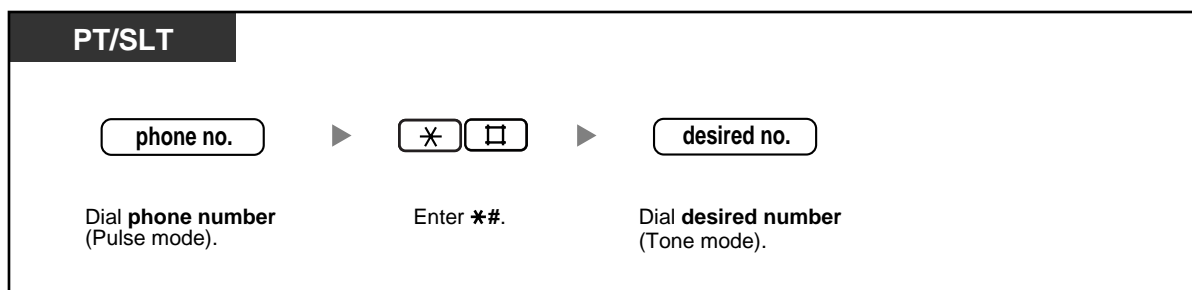 PT/SLT
phone no.
✳ #
desired no.
Dial phone number
(Pulse mode).
Enter ✳#.
Dial desired number
(Tone mode).